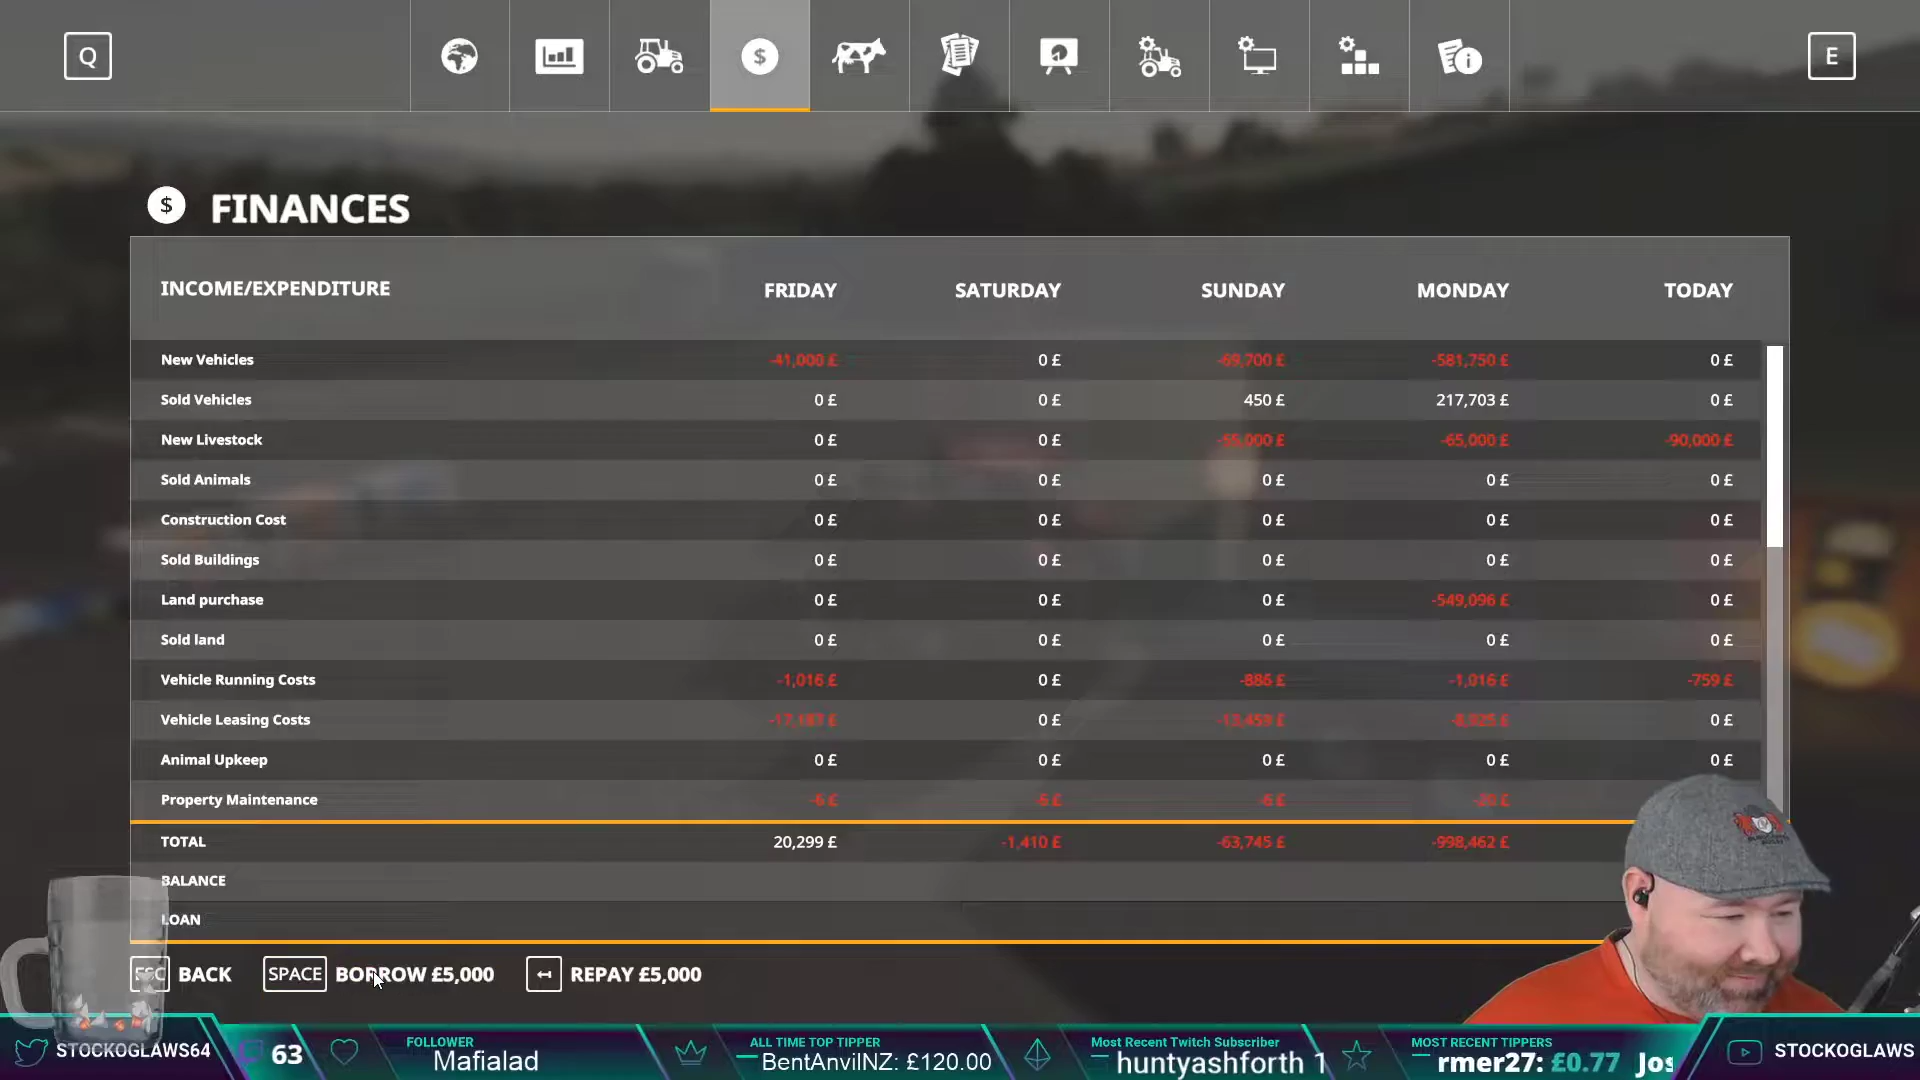 Q
$
E
$ FINANCES
INCOME/EXPENDITURE FRIDAY SATURDAY SUNDAY MONDAY TODAY
New Vehicles -41,000 £ 0 £ -69,700 £ -581,750 £ 0 £
Sold Vehicles 0 £ 0 £ 450 £ 217,703 £ 0 £
New Livestock 0 £ 0 £ -55,000 £ -65,000 £ -90,000 £
Sold Animals 0 £ 0 £ 0 £ 0 £ 0 £
Construction Cost 0 £ 0 £ 0 £ 0 £ 0 £
Sold Buildings 0 £ 0 £ 0 £ 0 £ 0 £
Land purchase 0 £ 0 £ 0 £ -549,096 £ 0 £
Sold land 0 £ 0 £ 0 £ 0 £ 0 £
Vehicle Running Costs -1,016 £ 0 £ -886 £ -1,016 £ -759 £
Vehicle Leasing Costs 0 £ 0 £
Animal Upkeep 0 £ 0 £ 0 £ 0 £ 0 £
Property Maintenance -6 £ -6 £ -6 £
TOTAL 20,299 £ -1,410 £ -63,745 £ -998,462 £
BALANCE
LOAN
ESC BACK SPACE BORROW £5,000 REPAY £5,000
STOCKOGLAWS64
63
FOLLOWER
Mafialad
ALL TIME TOP TIPPER
BentAnvilNZ: £120.00
Most Recent Twitch Subscriber
huntyashforth 1
MOST RECENT TIPPERS
rmer27: £0.77 Jos
STOCKOGLAWS